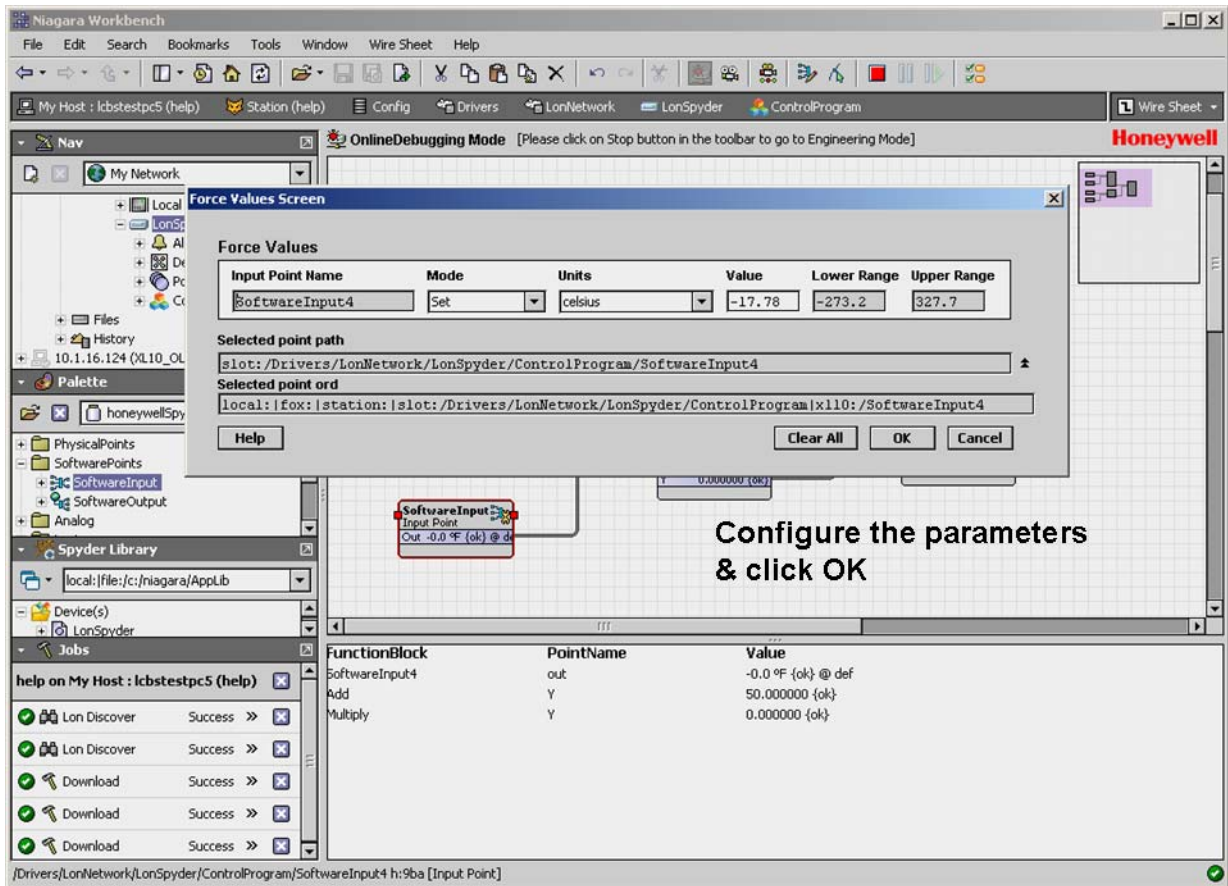 Niagara Workbench
File Edit Search Bookmarks Tools Window Wire Sheet Help
My Host : lcbstestpc5 (help) Station (help) Config Drivers LonNetwork LonSpyder ControlProgram Wire Sheet
Nav
OnlineDebugging Mode [Please click on Stop button in the toolbar to go to Engineering Mode]
Honeywell
My Network
Local
LonSp
Al
De
Po
Co
Files
History
10.1.16.124 (XL10_OL
Force Values Screen
Force Values
Input Point Name Mode Units Value Lower Range Upper Range
SoftwareInput4 Set celsius -17.78 -273.2 327.7
Selected point path
slot:/Drivers/LonNetwork/LonSpyder/ControlProgram/SoftwareInput4
Selected point ord
local:|fox:|station:|slot:/Drivers/LonNetwork/LonSpyder/ControlProgram|xl10:/SoftwareInput4
Help Clear All OK Cancel
Palette
honeywellSpy
PhysicalPoints
SoftwarePoints
SoftwareInput
SoftwareOutput
Analog
Y 0.000000 {ok}
SoftwareInput
Input Point
Out -0.0 °F {ok} @ de
Configure the parameters
& click OK
Spyder Library
local:|file:/c:/niagara/AppLib
Device(s)
LonSpyder
Jobs
help on My Host : lcbstestpc5 (help)
Lon Discover Success »
Lon Discover Success »
Download Success »
Download Success »
Download Success »
FunctionBlock PointName Value
SoftwareInput4 out -0.0 °F {ok} @ def
Add Y 50.000000 {ok}
Multiply Y 0.000000 {ok}
/Drivers/LonNetwork/LonSpyder/ControlProgram/SoftwareInput4 h:9ba [Input Point]